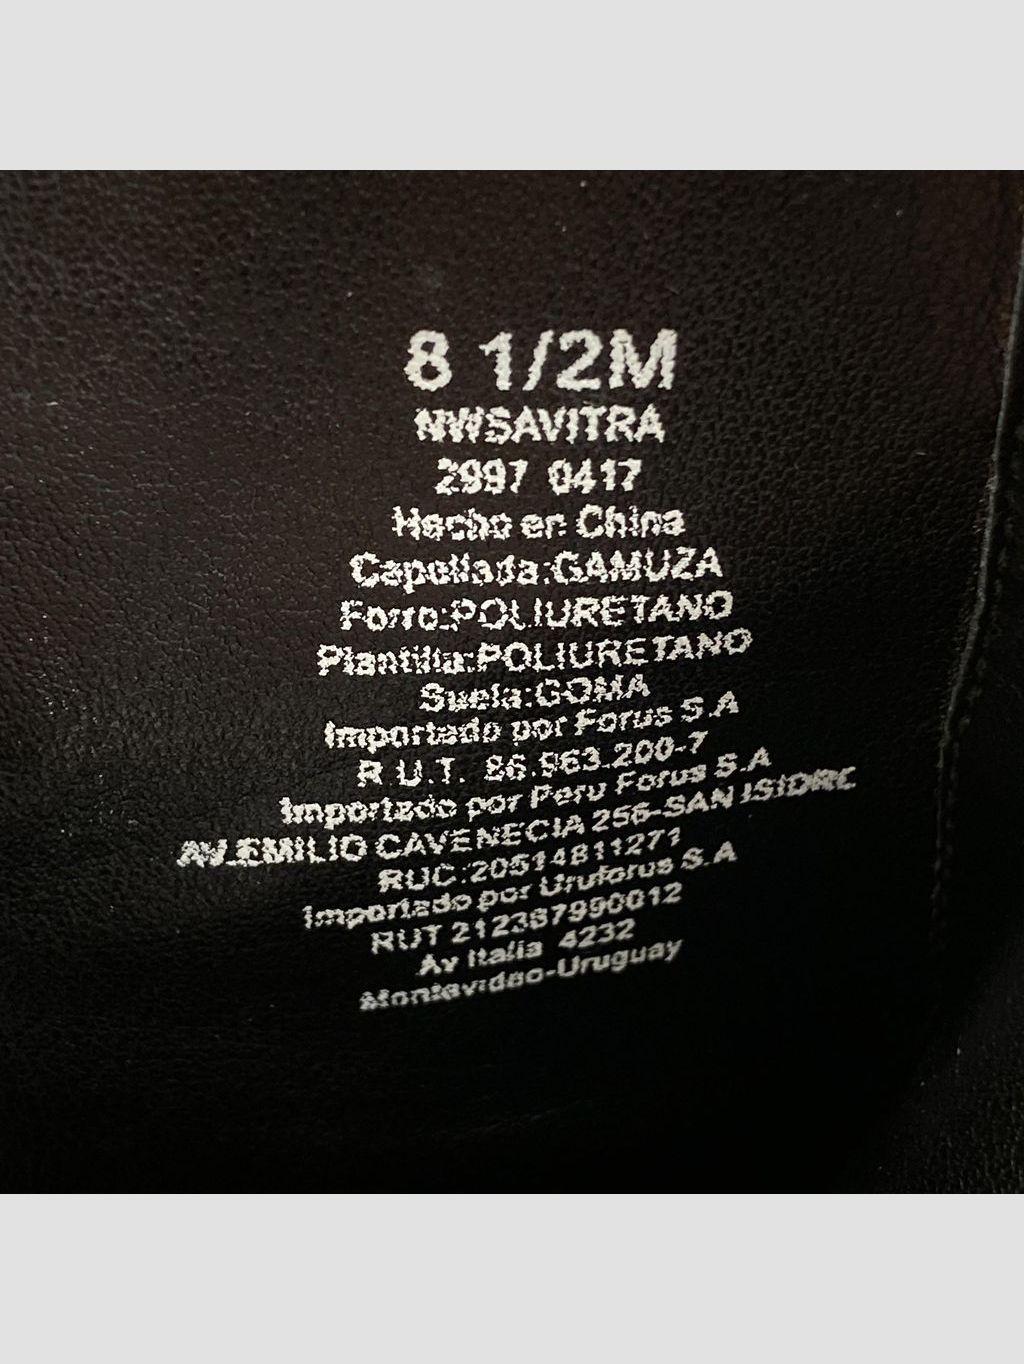 8 1/2M
NWSAVITRA
2997 0417
Hecho en China
Capellada:GAMUZA
Forro:POLIURETANO
Plantilla:POLIURETANO
Suela:GOMA
Importado por Forus S.A
R.U.T. 86.963.200-7
Importado por Peru Forus S.A
AV.EMILIO CAVENECIA 256-SAN ISIDRO
RUC:20514811271
Importado por Uruforus S.A
RUT 212387990012
Av Italia 4232
Montevideo-Uruguay